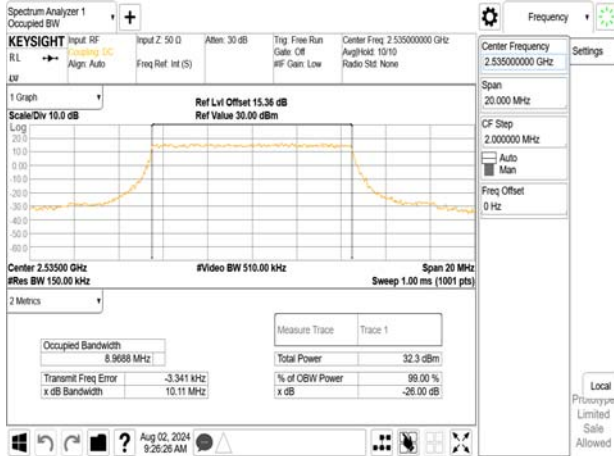 Spectrum Analyzer 1
Occupied BW
+
Frequency
KEYSIGHT
RL
Input: RF
Coupling: DC
Align: Auto
Input Z: 50 Ω
Freq Ref: Int (S)
Atten: 30 dB
Trig: Free Run
Gate: Off
#IF Gain: Low
Center Freq: 2.535000000 GHz
Avg|Hold: 10/10
Radio Std: None
Center Frequency
2.535000000 GHz
Settings
Span
20.000 MHz
CF Step
2.000000 MHz
Auto
Man
Freq Offset
0 Hz
1 Graph
Scale/Div 10.0 dB
Ref Lvl Offset 15.36 dB
Ref Value 30.00 dBm
Log
20.0
10.0
0.00
-10.0
-20.0
-30.0
-40.0
-50.0
-60.0
Center 2.53500 GHz
#Video BW 510.00 kHz
Span 20 MHz
#Res BW 150.00 kHz
Sweep 1.00 ms (1001 pts)
2 Metrics
Measure Trace
Trace 1
Occupied Bandwidth
8.9688 MHz
Total Power
32.3 dBm
Transmit Freq Error
-3.341 kHz
% of OBW Power
99.00 %
x dB Bandwidth
10.11 MHz
x dB
-26.00 dB
Local
Prototype
Limited
Sale
Allowed
?
Aug 02, 2024
9:26:26 AM